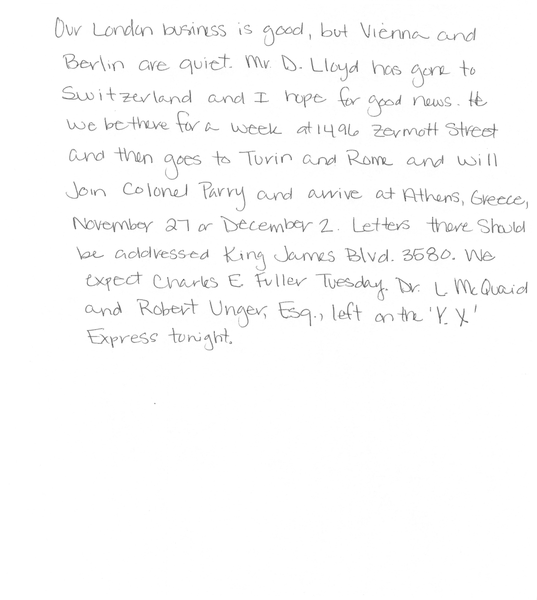 Our London business is good, but Vienna and
Berlin are quiet. Mr. D. Lloyd has gone to
Switzerland and I hope for good news. He
we be there for a week at 1496 Zermott Street
and then goes to Turin and Rome and will
Join Colonel Parry and arrive at Athens, Greece,
November 27 or December 2. Letters there Should
be addressed King James Blvd. 3580. We
expect Charles E Fuller Tuesday. Dr. L McQuaid
and Robert Unger, Esq., left on the 'Y. X'
Express tonight.